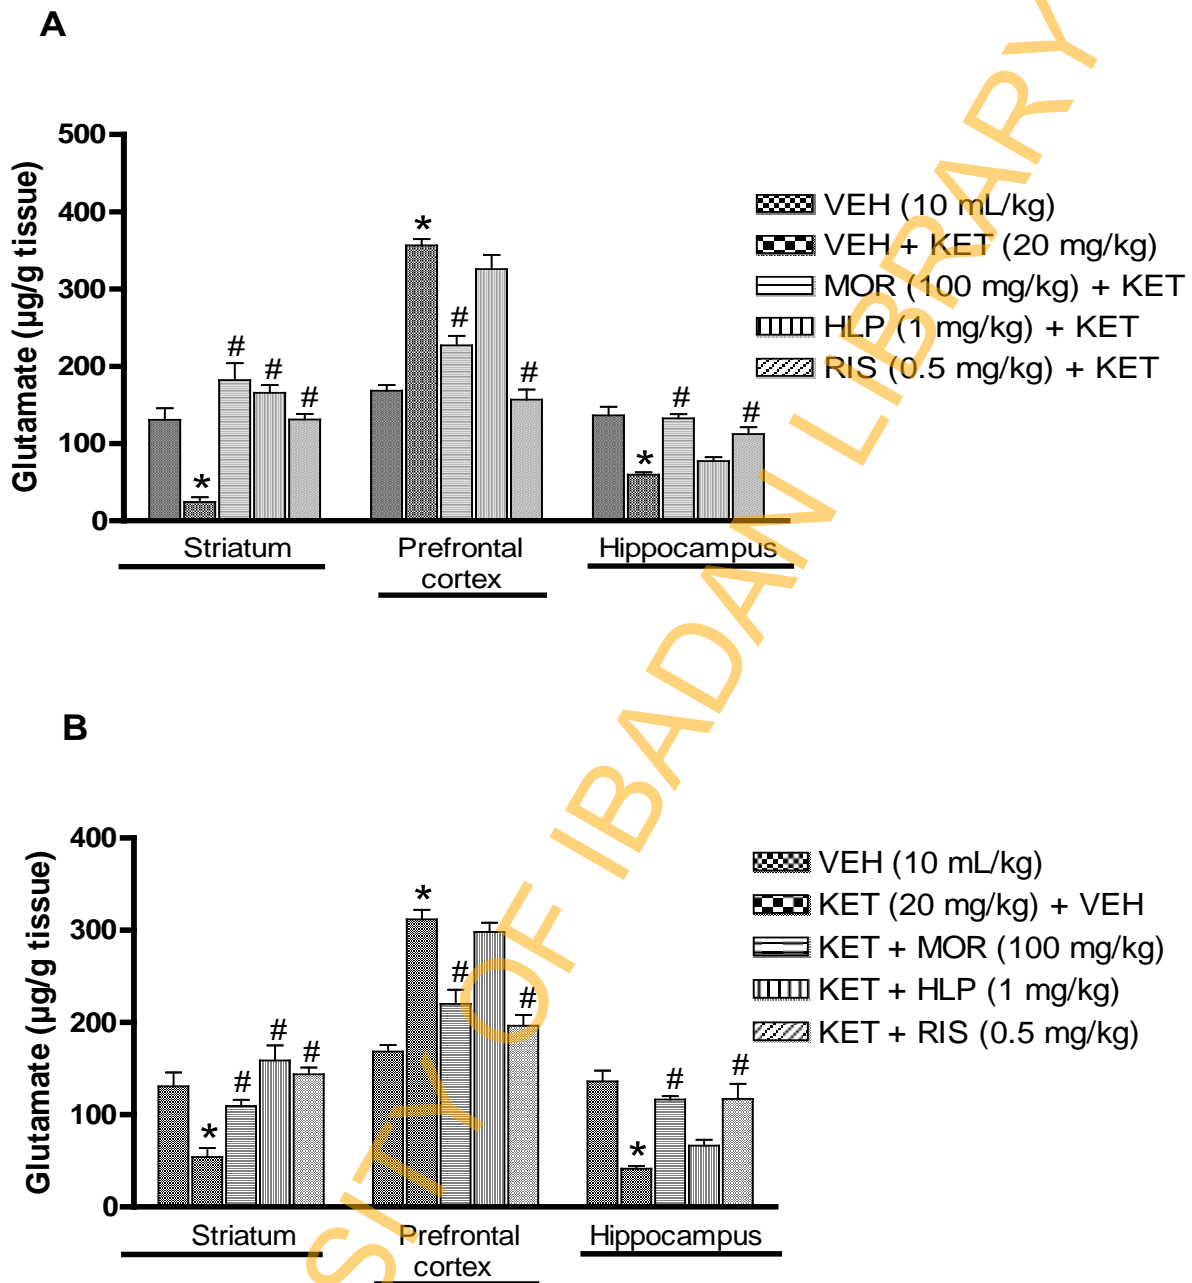 A
500
400
300
200
100
0
Glutamate (µg/g tissue)
*
#
#
#
*
#
#
*
#
#
Striatum
Prefrontal
cortex
Hippocampus
VEH (10 mL/kg)
VEH + KET (20 mg/kg)
MOR (100 mg/kg) + KET
HLP (1 mg/kg) + KET
RIS (0.5 mg/kg) + KET
B
400
300
200
100
0
Glutamate (µg/g tissue)
*
#
#
#
*
#
#
*
#
#
Striatum
Prefrontal
cortex
Hippocampus
VEH (10 mL/kg)
KET (20 mg/kg) + VEH
KET + MOR (100 mg/kg)
KET + HLP (1 mg/kg)
KET + RIS (0.5 mg/kg)
SITY OF IBADAN LIBRARY